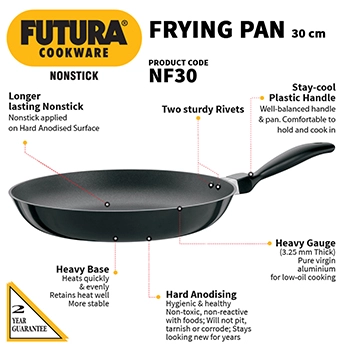 FUTURA®
COOKWARE
NONSTICK
FRYING PAN 30 cm
PRODUCT CODE
NF30
Longer
lasting Nonstick
Nonstick applied
on Hard Anodised Surface
Two sturdy Rivets
Stay-cool
Plastic Handle
Well-balanced handle
& pan. Comfortable to
hold and cook in
Heavy Gauge
(3.25 mm Thick)
Pure virgin
aluminium
for low-oil cooking
Heavy Base
Heats quickly
& evenly
Retains heat well
More stable
Hard Anodising
Hygienic & healthy
Non-toxic, non-reactive
with foods; Will not pit,
tarnish or corrode; Stays
looking new for years
2
YEAR
GUARANTEE